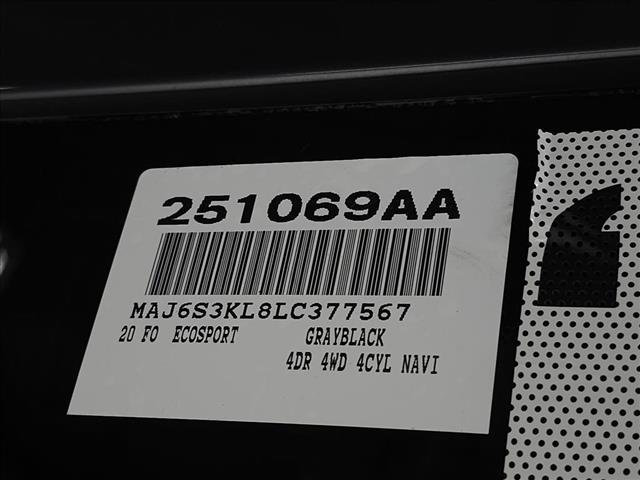 251069AA
MAJ6S3KL8LC377567
20 FO ECOSPORT GRAYBLACK
4DR 4WD 4CYL NAVI